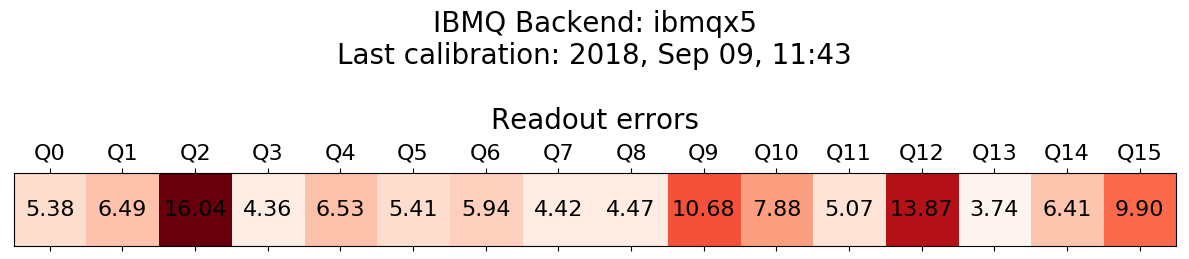 IBMQ Backend: ibmqx5
Last calibration: 2018, Sep 09, 11:43
Readout errors
Q0 Q1 Q2 Q3 Q4 Q5 Q6 Q7 Q8 Q9 Q10 Q11 Q12 Q13 Q14 Q15
5.38 6.49 16.04 4.36 6.53 5.41 5.94 4.42 4.47 10.68 7.88 5.07 13.87 3.74 6.41 9.90